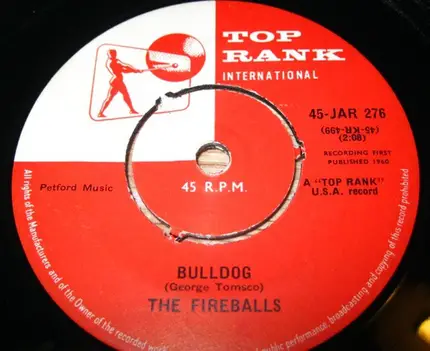 TOP
RANK
INTERNATIONAL
45-JAR 276
(45-KR-499)
(2:08)
RECORDING FIRST
PUBLISHED 1960
Petford Music
45 R.P.M.
A "TOP RANK"
U.S.A. record
BULLDOG
(George Tomsco)
THE FIREBALLS
All rights of the Manufacturers and of the Owner of the recorded
public performance, broadcasting and copying of this record prohibited